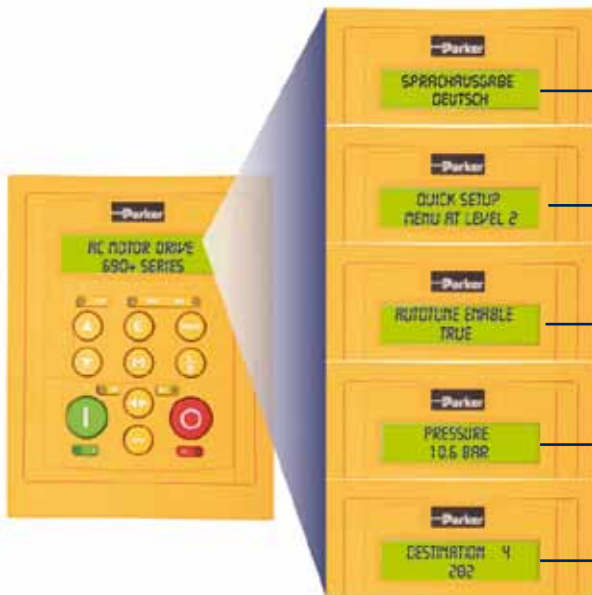 Parker
AC MOTOR DRIVE
690+ SERIES
E
M
Parker
SPRACHAUSGABE
DEUTSCH
Parker
QUICK SETUP
MENU AT LEVEL 2
Parker
AUTOTUNE ENABLE
TRUE
Parker
PRESSURE
10.6 BAR
Parker
DESTINATION 4
282